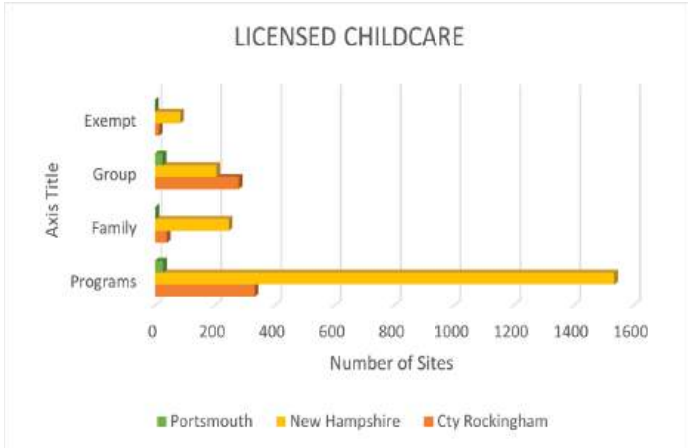 LICENSED CHILDCARE
Axis Title
Exempt
Group
Family
Programs
0 200 400 600 800 1000 1200 1400 1600
Number of Sites
Portsmouth New Hampshire Cty Rockingham